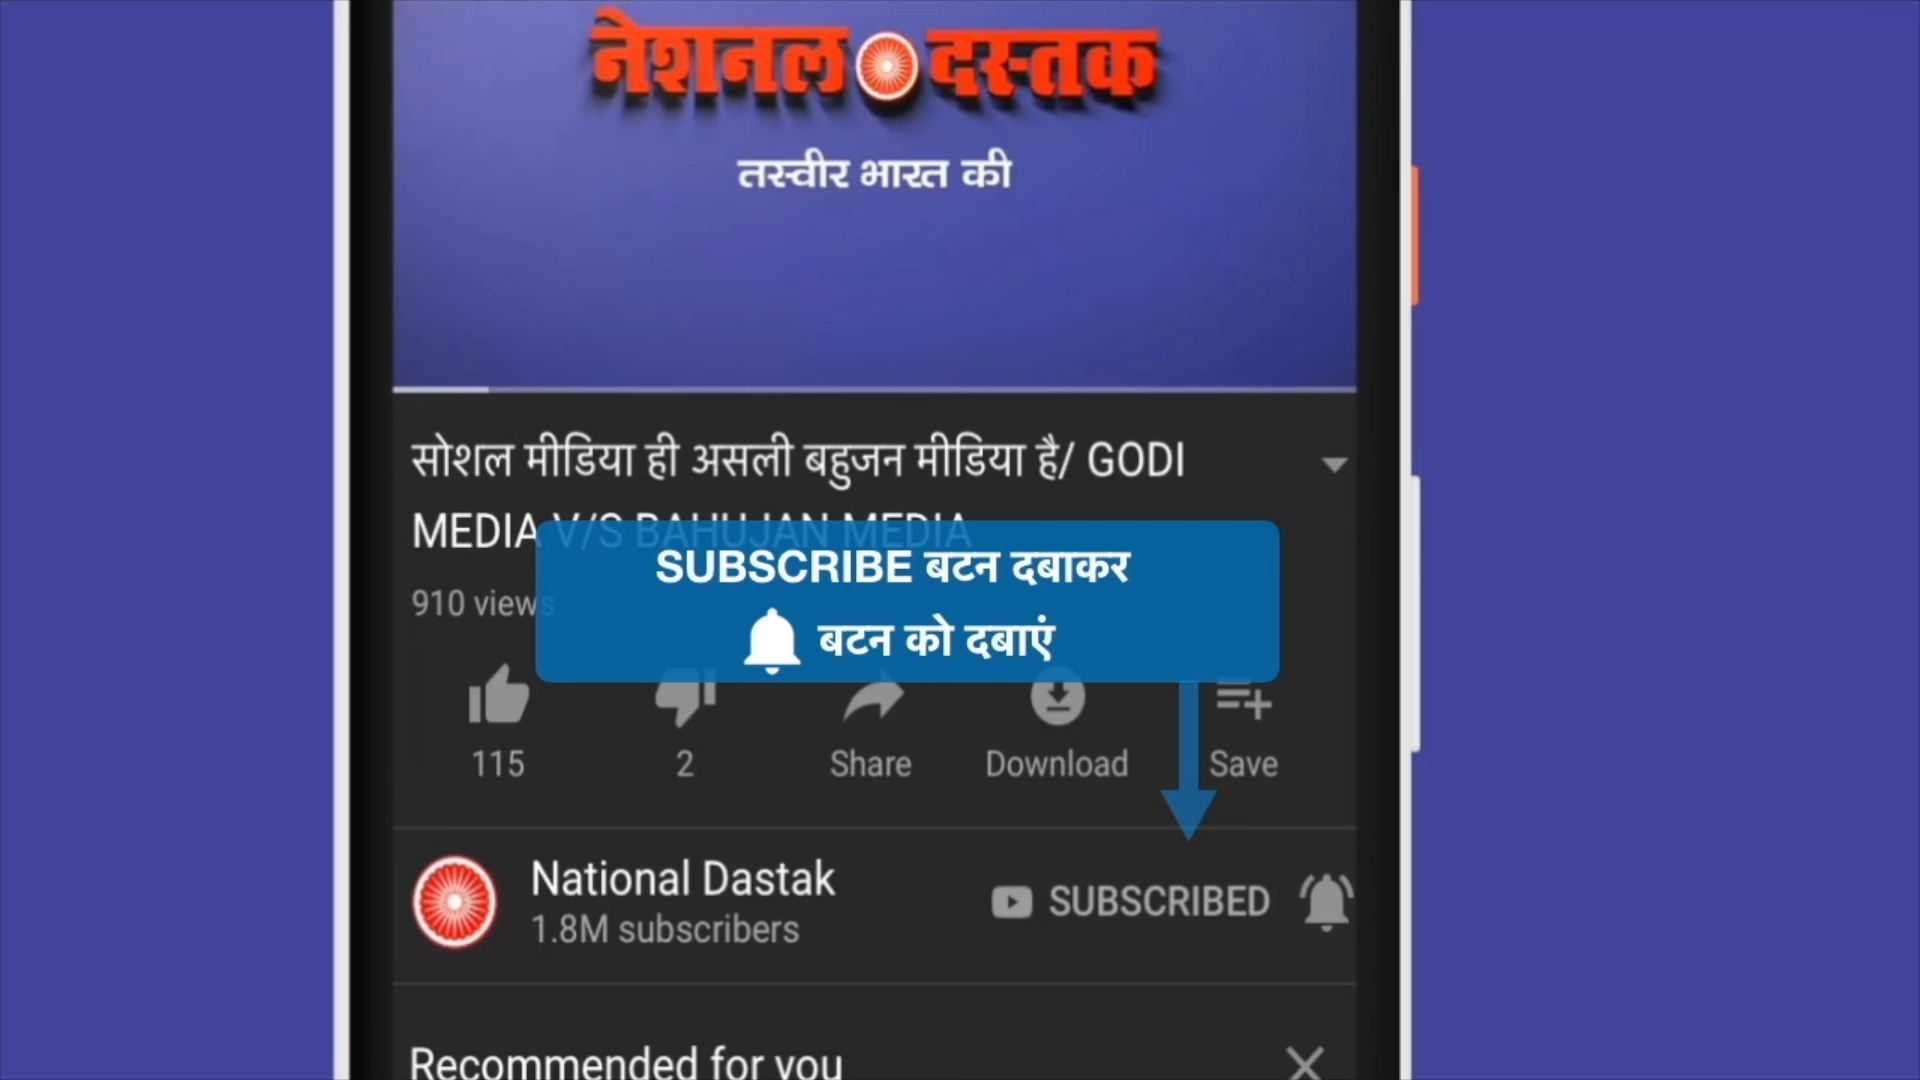 नेशनल दस्तक
तस्वीर भारत की
सोशल मीडिया ही असली बहुजन मीडिया है/ GODI
MEDIA V/S BAHUJAN MEDIA
910 views
SUBSCRIBE बटन दबाकर
बटन को दबाएं
115
2
Share
Download
Save
National Dastak
1.8M subscribers
SUBSCRIBED
Recommended for you